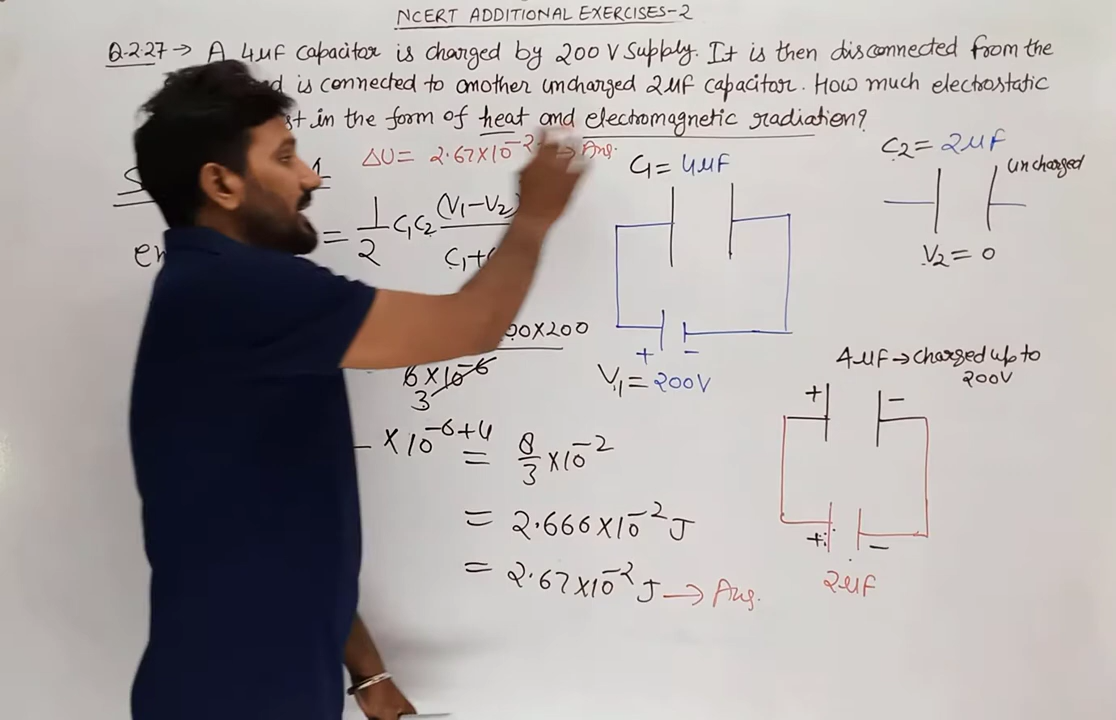 NCERT ADDITIONAL EXERCISES-2
Q.2.27 → A 4μF capacitor is charged by 200 V supply. It is then disconnected from the
is connected to another uncharged 2μF capacitor. How much electrostatic
in the form of heat and electromagnetic radiation?
ΔU = 2.67×10⁻² → Ans.
= 1/2 C₁C₂ (V₁-V₂)
C₁+
×200
6×10⁻⁶
3
×10⁻⁶⁺⁴ = 8/3 ×10⁻²
= 2.666×10⁻² J
= 2.67×10⁻² J → Ans.
C₁ = 4μF
+ -
V₁ = 200V
C₂ = 2μF
uncharged
V₂ = 0
4μF → charged up to
200V
+ -
+ -
2μF